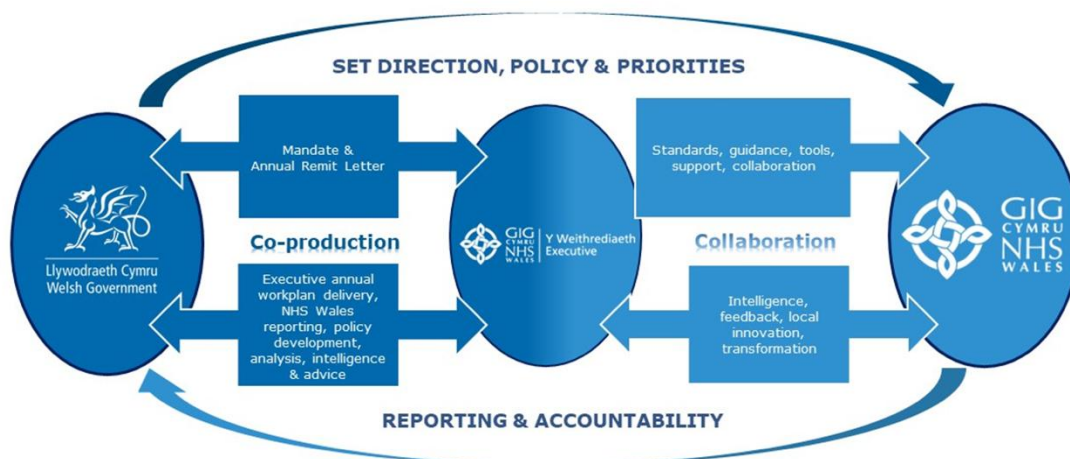 SET DIRECTION, POLICY & PRIORITIES
Mandate &
Annual Remit Letter
Standards, guidance, tools,
support, collaboration
Llywodraeth Cymru
Welsh Government
Co-production
GIG
CYMRU
NHS
WALES
Y Weithrediaeth
Executive
Collaboration
GIG
CYMRU
NHS
WALES
Executive annual
workplan delivery,
NHS Wales
reporting, policy
development,
analysis, intelligence
& advice
Intelligence,
feedback, local
innovation,
transformation
REPORTING & ACCOUNTABILITY